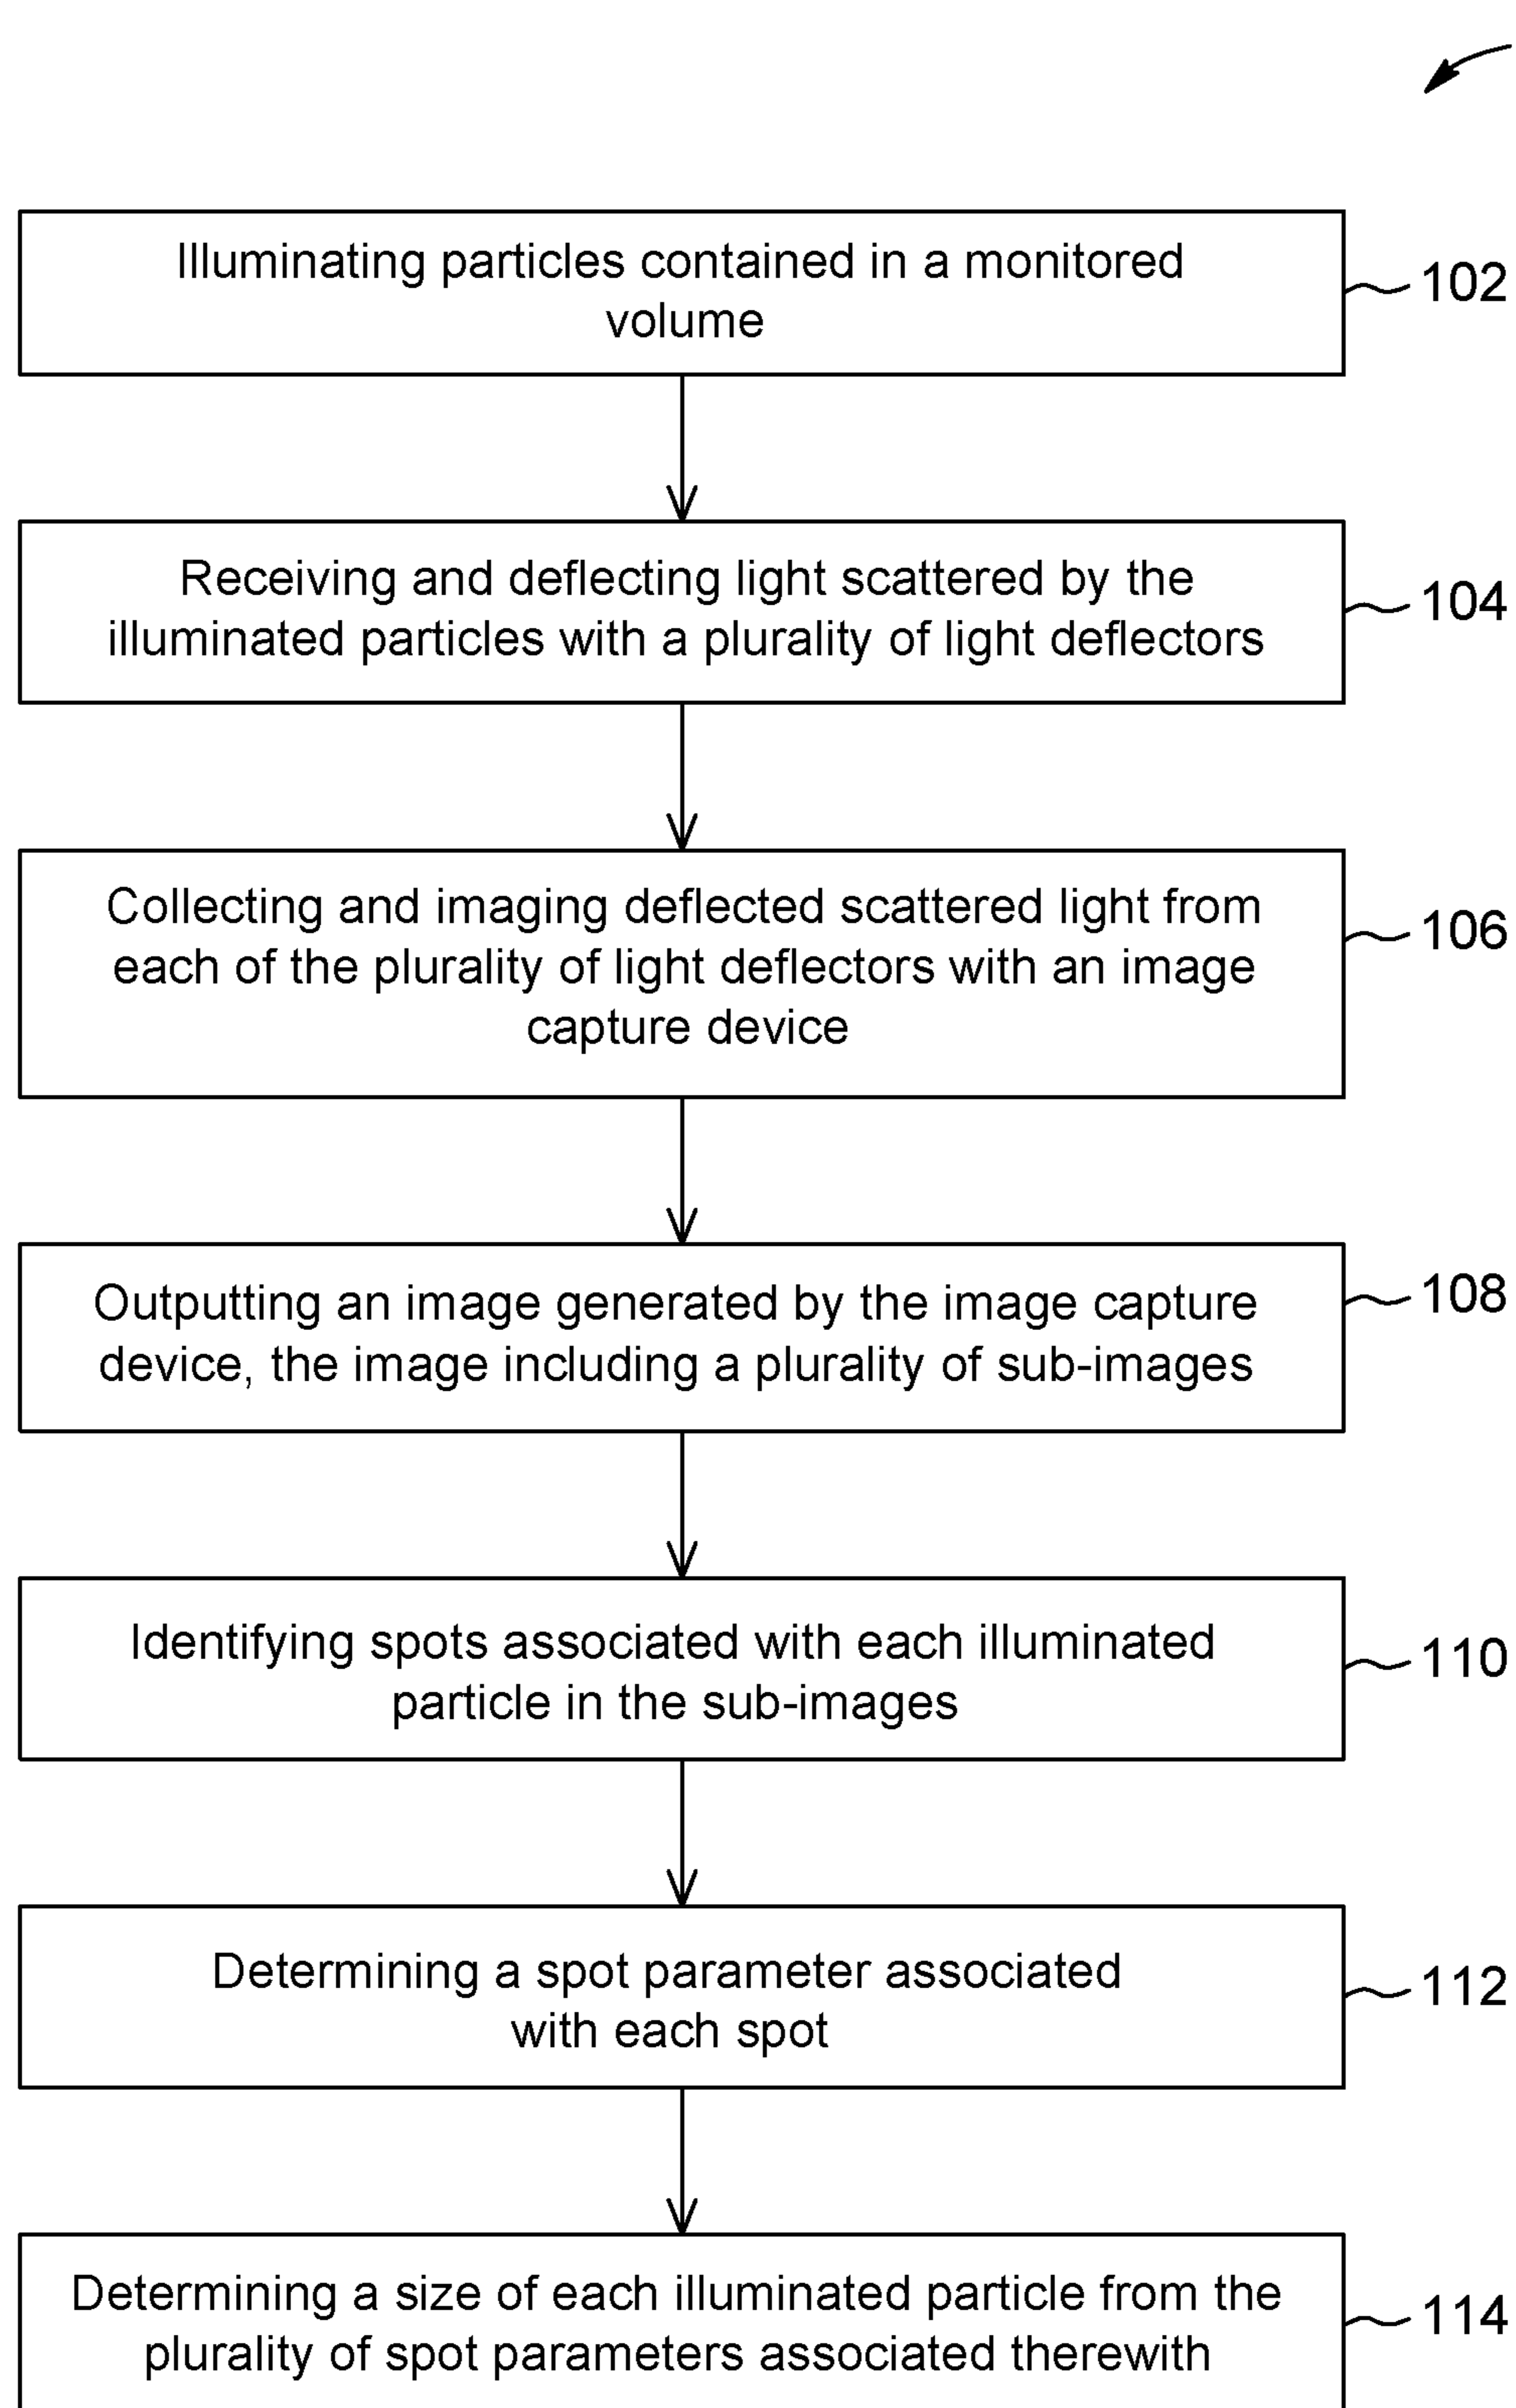 Illuminating particles contained in a monitored
volume
102
Receiving and deflecting light scattered by the
illuminated particles with a plurality of light deflectors
104
Collecting and imaging deflected scattered light from
each of the plurality of light deflectors with an image
capture device
106
Outputting an image generated by the image capture
device, the image including a plurality of sub-images
108
Identifying spots associated with each illuminated
particle in the sub-images
110
Determining a spot parameter associated
with each spot
112
Determining a size of each illuminated particle from the
plurality of spot parameters associated therewith
114